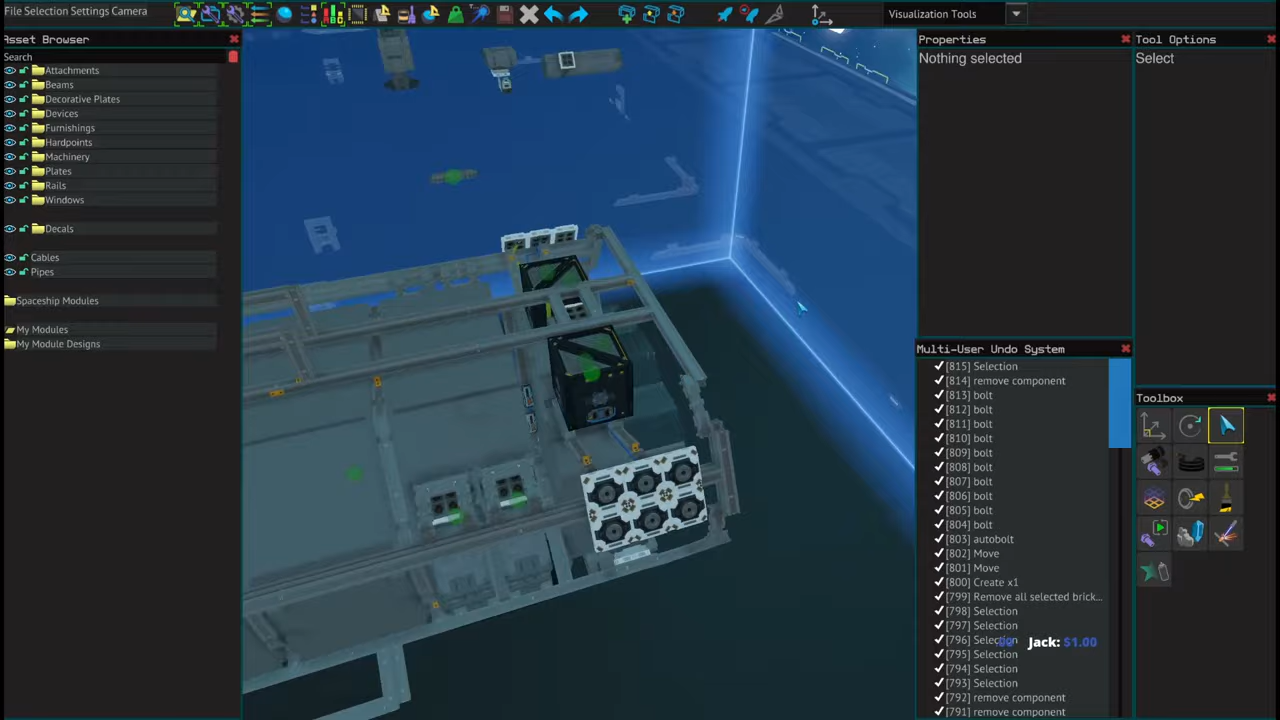 File Selection Settings Camera
Visualization Tools
Asset Browser
Search
Attachments
Beams
Decorative Plates
Devices
Furnishings
Hardpoints
Machinery
Plates
Rails
Windows
Decals
Cables
Pipes
Spaceship Modules
My Modules
My Module Designs
Properties
Nothing selected
Tool Options
Select
Multi-User Undo System
[815] Selection
[814] remove component
[813] bolt
[812] bolt
[811] bolt
[810] bolt
[809] bolt
[808] bolt
[807] bolt
[806] bolt
[805] bolt
[804] bolt
[803] autobolt
[802] Move
[801] Move
[800] Create x1
[799] Remove all selected brick...
[798] Selection
[797] Selection
[796] Selection
[795] Selection
[794] Selection
[793] Selection
[792] remove component
[791] remove component
Jack: $1.00
Toolbox